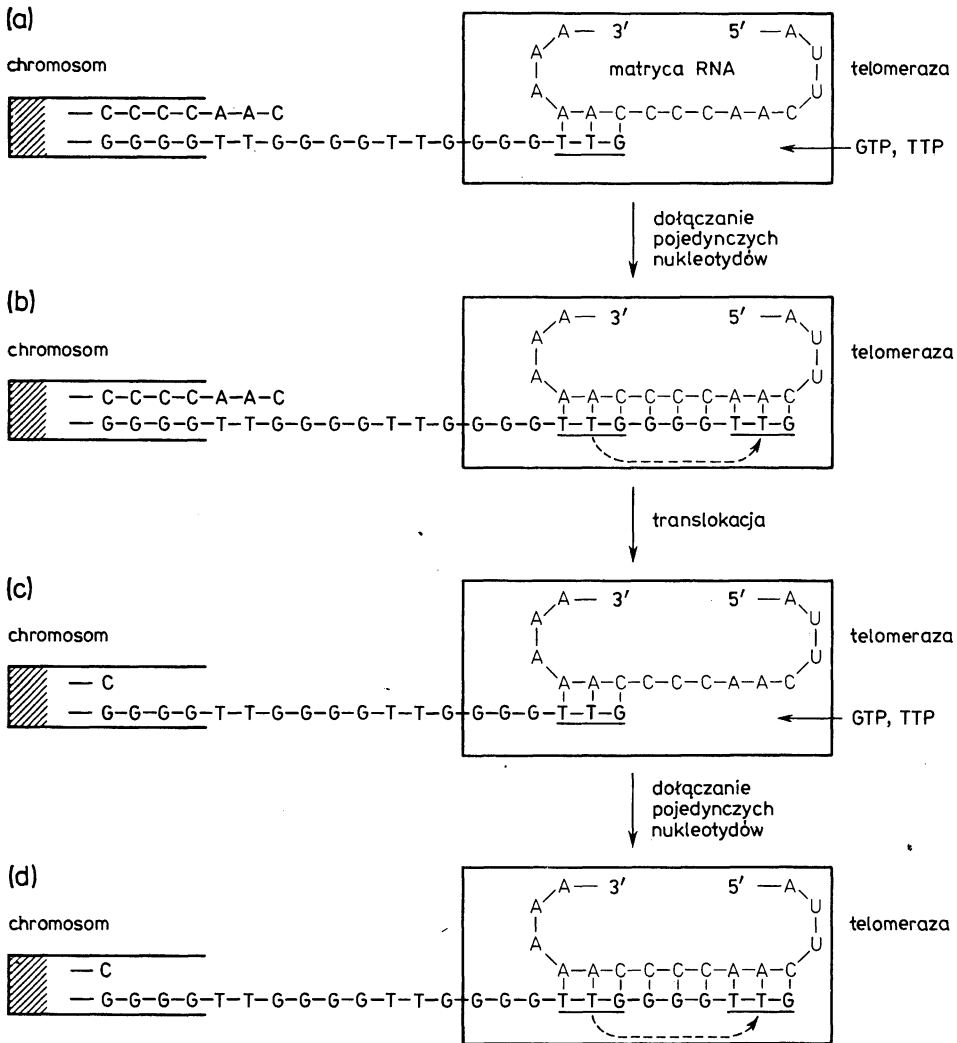 (a)
A— 3' 5' —A
A U
chromosom matryca RNA telomeraza
A U
—C—C—C—C—A—A—C A A C C C C A A C
—G—G—G—G—T—T—G—G—G—G—T—T—G—G—G—G—T—T—G GTP, TTP
dołączanie
pojedynczych
nukleotydów
(b)
A— 3' 5' —A
A U
chromosom telomeraza
A U
—C—C—C—C—A—A—C A A C C C C A A C
—G—G—G—G—T—T—G—G—G—G—T—T—G—G—G—G—T—T—G—G—G—G—T—T—G
translokacja
(c)
A— 3' 5' —A
A U
chromosom telomeraza
A U
—C A A C C C C A A C
—G—G—G—G—T—T—G—G—G—G—T—T—G—G—G—G—T—T—G GTP, TTP
dołączanie
pojedynczych
nukleotydów
(d)
A— 3' 5' —A
A U
chromosom telomeraza
A U
—C A A C C C C A A C
—G—G—G—G—T—T—G—G—G—G—T—T—G—G—G—G—T—T—G—G—G—G—T—T—G